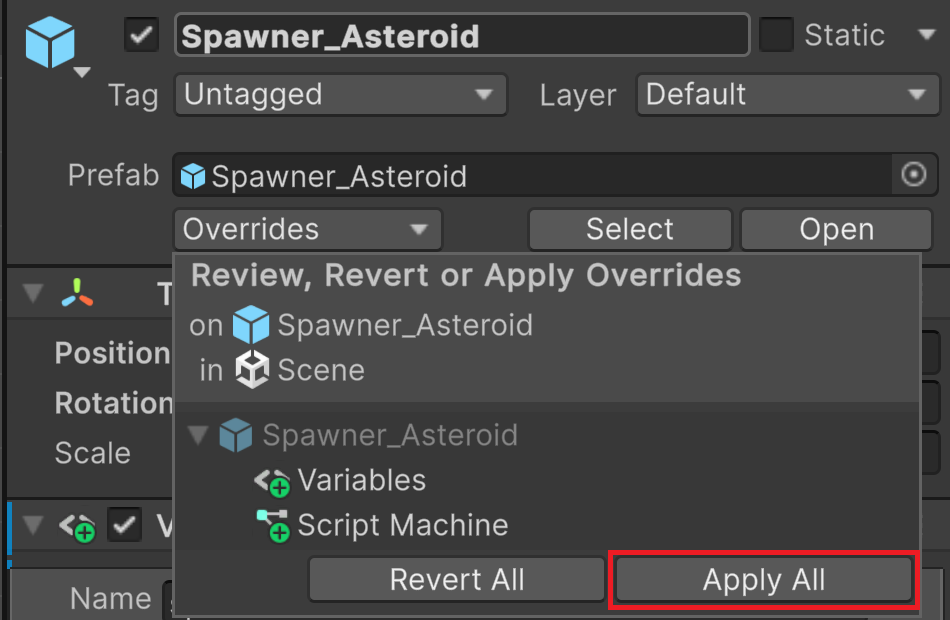 Spawner_Asteroid Static
Tag Untagged Layer Default
Prefab Spawner_Asteroid
Overrides Select Open
Review, Revert or Apply Overrides
on Spawner_Asteroid
in Scene
Position
Rotation
Scale
Spawner_Asteroid
Variables
Script Machine
Revert All Apply All
Name